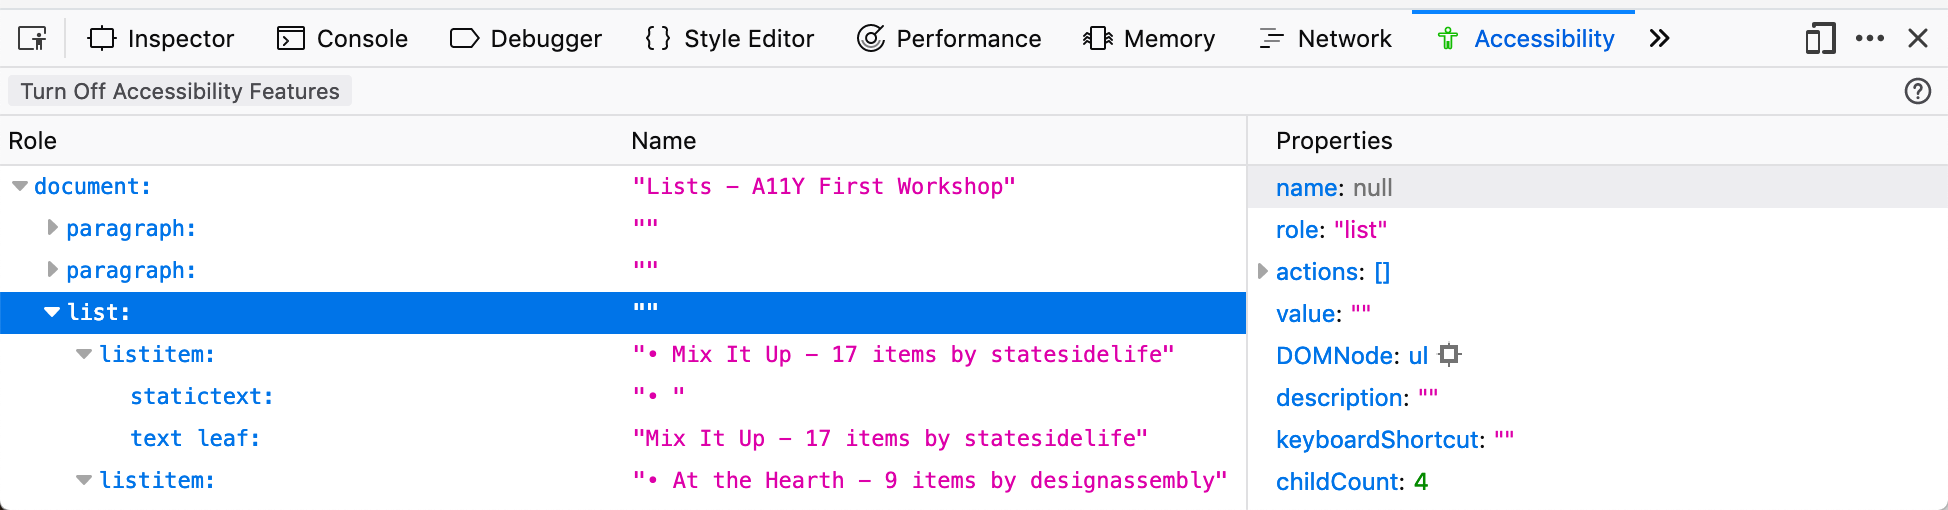 Inspector Console Debugger { } Style Editor Performance Memory Network Accessibility
Turn Off Accessibility Features
Role Name Properties
document: "Lists – A11Y First Workshop" name: null
paragraph: "" role: "list"
paragraph: "" actions: []
list: "" value: ""
listitem: "• Mix It Up – 17 items by statesidelife" DOMNode: ul
statictext: "• " description: ""
text leaf: "Mix It Up – 17 items by statesidelife" keyboardShortcut: ""
listitem: "• At the Hearth – 9 items by designassembly" childCount: 4